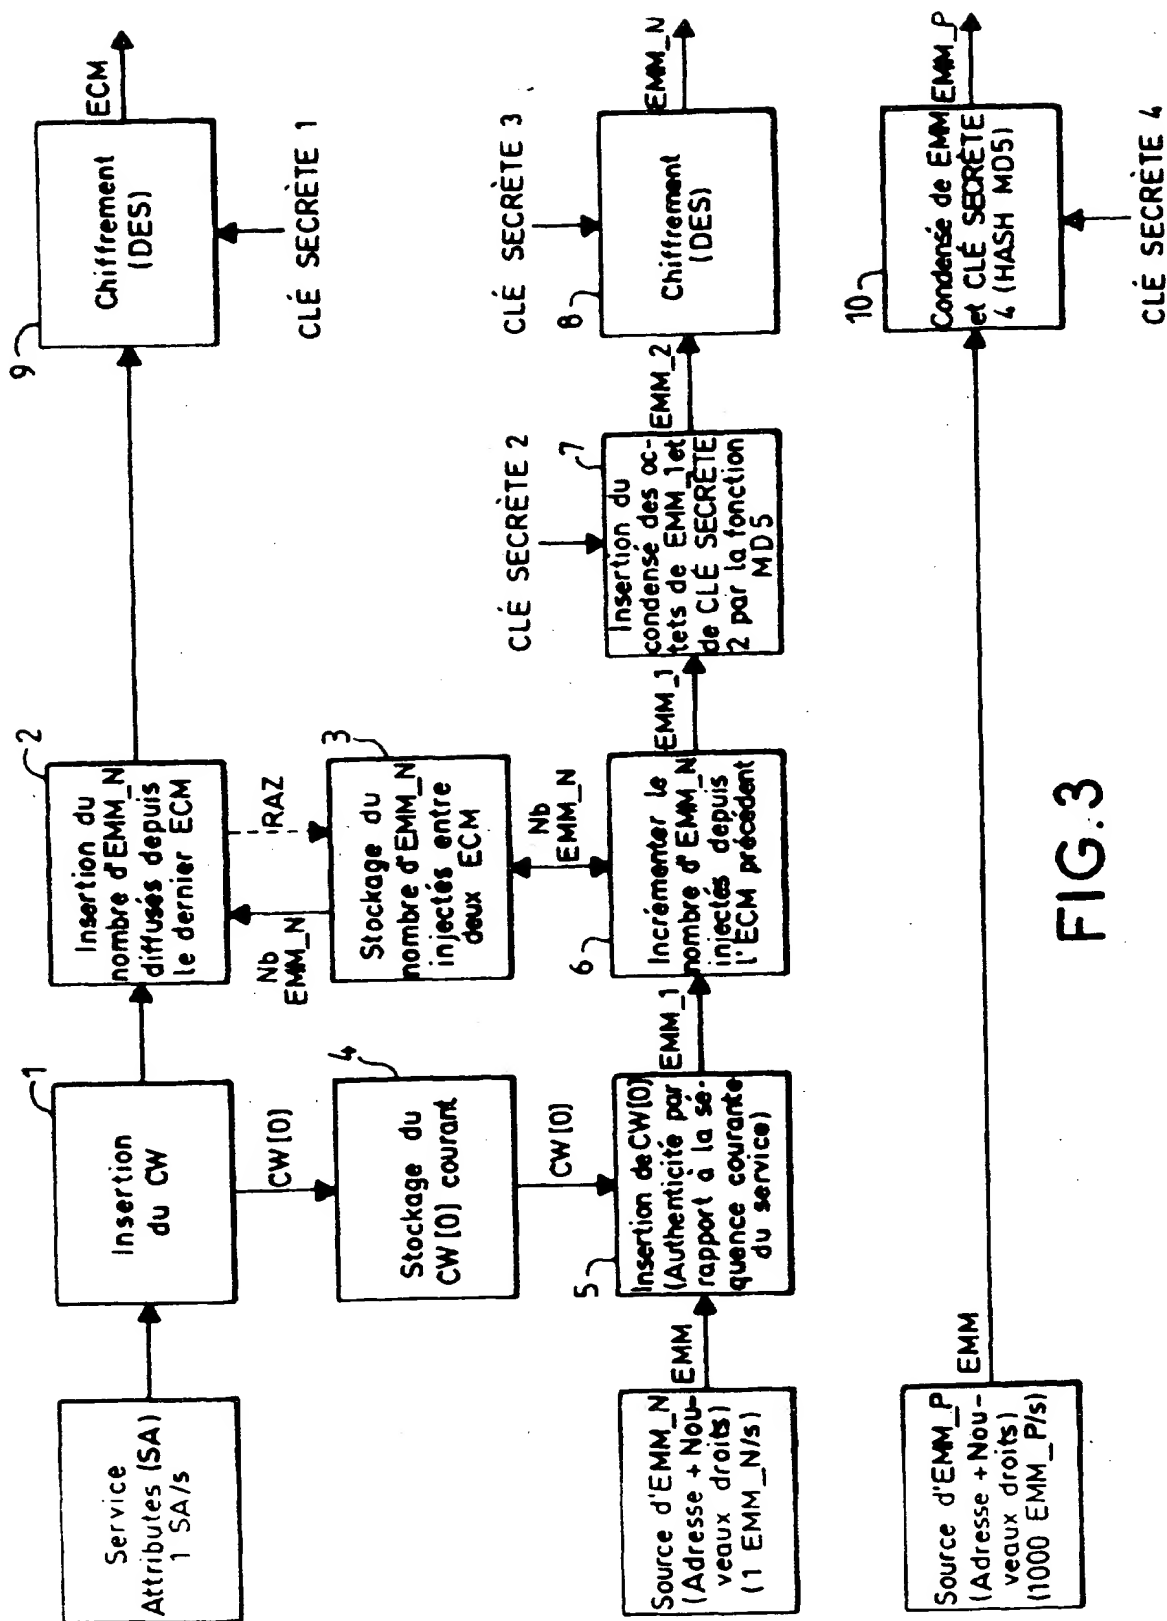 Service
Attributes (SA)
1 SA/s
1
Insertion
du CW
2
Insertion du
nombre d'EMM_N
diffusés depuis
le dernier ECM
9
Chiffrement
(DES)
ECM
CLÉ SECRÈTE 1
CW[0]
Nb
EMM_N
RAZ
4
Stockage du
CW[0] courant
3
Stockage du
nombre d'EMM_N
injectés entre
deux ECM
CW[0]
Nb
EMM_N
CLÉ SECRÈTE 2
CLÉ SECRÈTE 3
Source d'EMM_N
(Adresse + Nou-
veaux droits)
(1 EMM_N/s)
EMM
5
Insertion de CW[0]
(Authenticité par
rapport à la sé-
quence courante
du service)
EMM_1
6
Incrémenter le
nombre d'EMM_N
injectés depuis
l'ECM précédent
EMM_1
7
Insertion du
condensé des oc-
tets de EMM_1 et
de CLÉ SECRÈTE
2 par la fonction
MD5
EMM_2
8
Chiffrement
(DES)
EMM_N
Source d'EMM_P
(Adresse + Nou-
veaux droits)
(1000 EMM_P/s)
EMM
10
Condensé de EMM
et CLÉ SECRÈTE
4 (HASH MD5)
EMM_P
CLÉ SECRÈTE 4
FIG.3